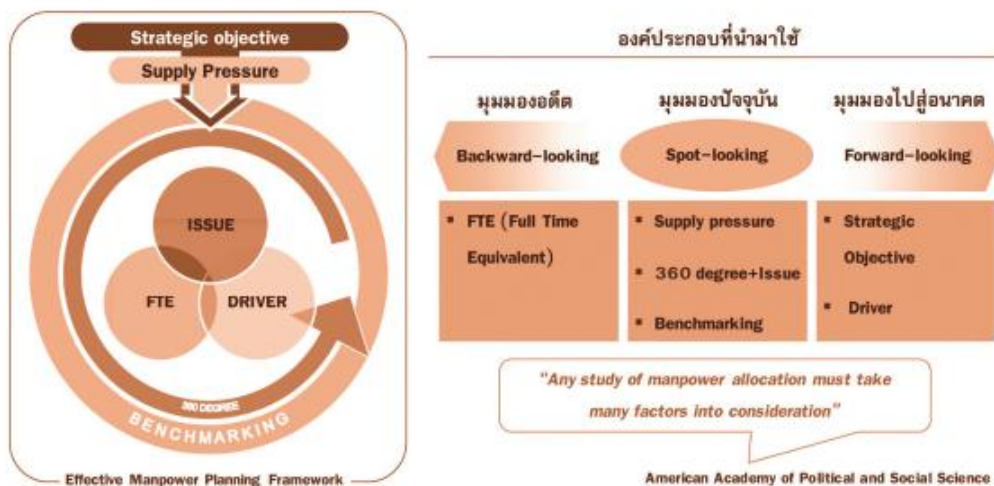 Strategic objective
Supply Pressure
ISSUE
FTE
DRIVER
360 DEGREE
BENCHMARKING
Effective Manpower Planning Framework
องค์ประกอบที่นำมาใช้
มุมมองอดีต
มุมมองปัจจุบัน
มุมมองไปสู่อนาคต
Backward-looking
Spot-looking
Forward-looking
▪ FTE (Full Time
Equivalent)
▪ Supply pressure
▪ 360 degree+Issue
▪ Benchmarking
▪ Strategic
Objective
▪ Driver
"Any study of manpower allocation must take
many factors into consideration"
American Academy of Political and Social Science